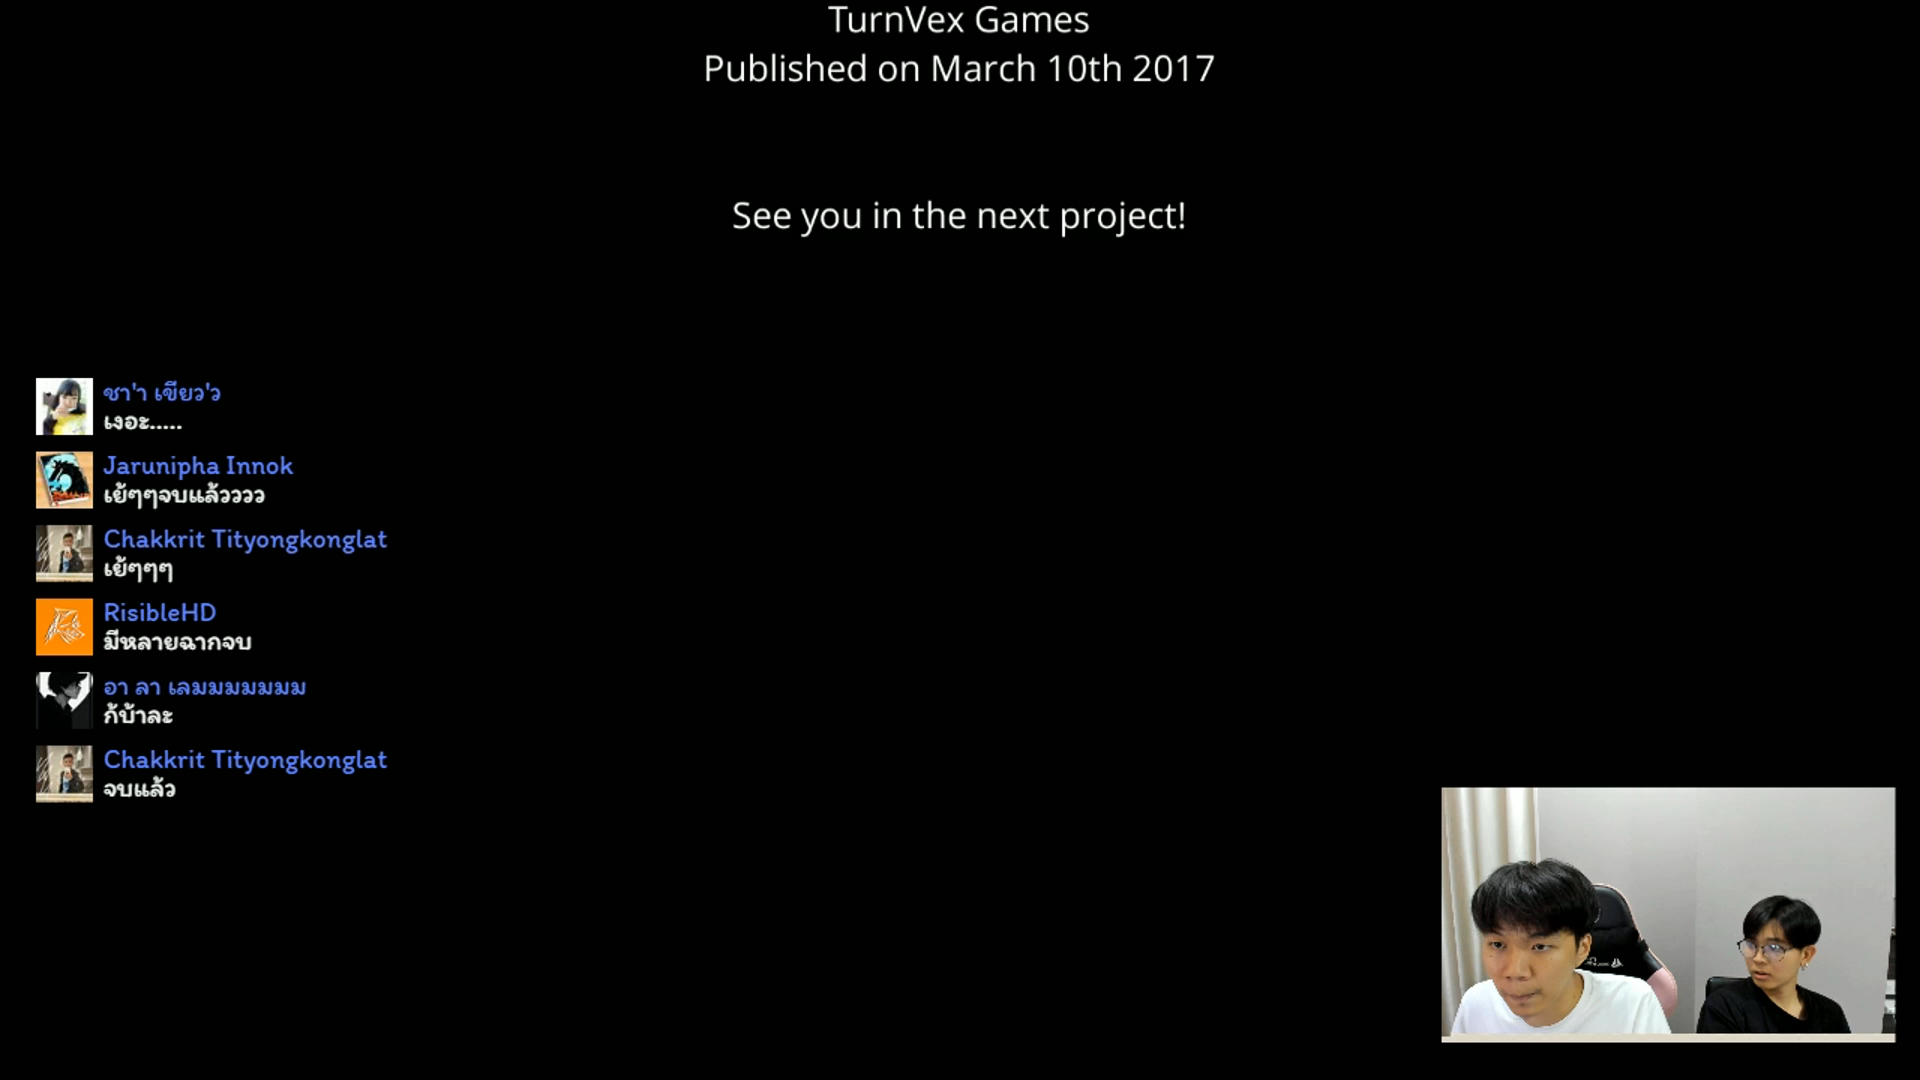 TurnVex Games
Published on March 10th 2017
See you in the next project!
ชา'า เขียว'ว
เงอะ.....
Jarunipha Innok
เย้ๆๆจบแล้วววว
Chakkrit Tityongkonglat
เย้ๆๆๆ
RisibleHD
มีหลายฉากจบ
อา ลา เลมมมมมมม
ก้บ้าละ
Chakkrit Tityongkonglat
จบแล้ว